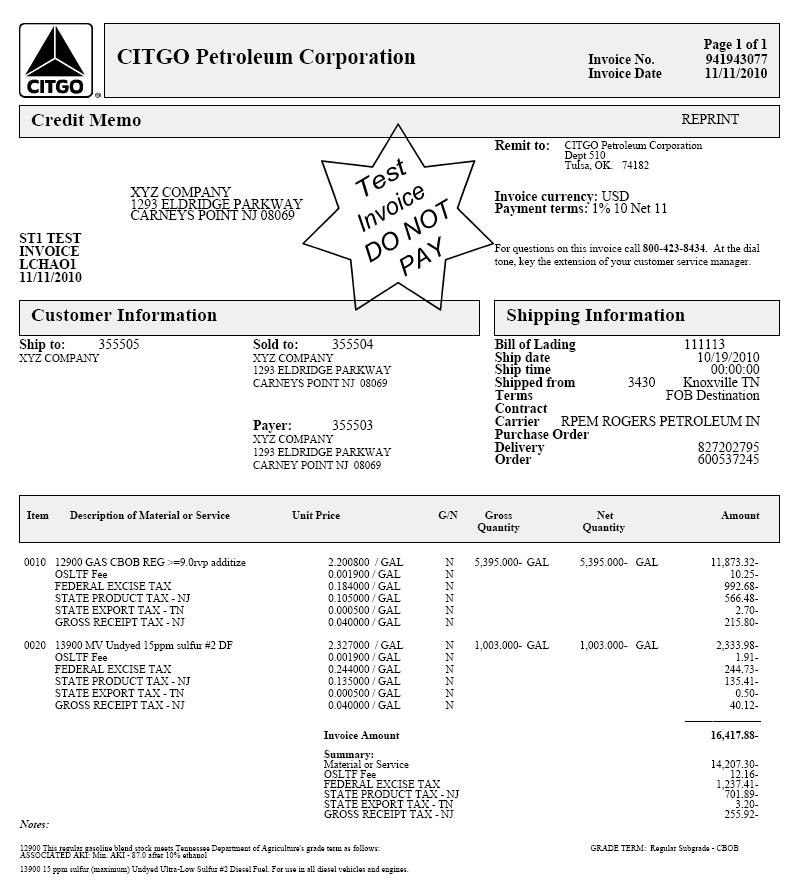 CITGO
®
CITGO Petroleum Corporation
Page 1 of 1
Invoice No. 941943077
Invoice Date 11/11/2010
Credit Memo
REPRINT
Test
Invoice
DO NOT
PAY
Remit to: CITGO Petroleum Corporation
Dept 510
Tulsa, OK. 74182
XYZ COMPANY
1293 ELDRIDGE PARKWAY
CARNEYS POINT NJ 08069
Invoice currency: USD
Payment terms: 1% 10 Net 11
ST1 TEST
INVOICE
LCHAO1
11/11/2010
For questions on this invoice call 800-423-8434. At the dial
tone, key the extension of your customer service manager.
Customer Information
Ship to: 355505
XYZ COMPANY
Sold to: 355504
XYZ COMPANY
1293 ELDRIDGE PARKWAY
CARNEYS POINT NJ 08069
Payer: 355503
XYZ COMPANY
1293 ELDRIDGE PARKWAY
CARNEY POINT NJ 08069
Shipping Information
Bill of Lading 111113
Ship date 10/19/2010
Ship time 00:00:00
Shipped from 3430 Knoxville TN
Terms FOB Destination
Contract
Carrier RPEM ROGERS PETROLEUM IN
Purchase Order
Delivery 827202795
Order 600537245
Item Description of Material or Service Unit Price G/N Gross Quantity Net Quantity Amount
0010 12900 GAS CBOB REG >=9.0rvp additize 2.200800 / GAL N 5,395.000- GAL 5,395.000- GAL 11,873.32-
OSLTF Fee 0.001900 / GAL N 10.25-
FEDERAL EXCISE TAX 0.184000 / GAL N 992.68-
STATE PRODUCT TAX - NJ 0.105000 / GAL N 566.48-
STATE EXPORT TAX - TN 0.000500 / GAL N 2.70-
GROSS RECEIPT TAX - NJ 0.040000 / GAL N 215.80-
0020 13900 MV Undyed 15ppm sulfur #2 DF 2.327000 / GAL N 1,003.000- GAL 1,003.000- GAL 2,333.98-
OSLTF Fee 0.001900 / GAL N 1.91-
FEDERAL EXCISE TAX 0.244000 / GAL N 244.73-
STATE PRODUCT TAX - NJ 0.135000 / GAL N 135.41-
STATE EXPORT TAX - TN 0.000500 / GAL N 0.50-
GROSS RECEIPT TAX - NJ 0.040000 / GAL N 40.12-
Invoice Amount 16,417.88-
Summary:
Material or Service 14,207.30-
OSLTF Fee 12.16-
FEDERAL EXCISE TAX 1,237.41-
STATE PRODUCT TAX - NJ 701.89-
STATE EXPORT TAX - TN 3.20-
GROSS RECEIPT TAX - NJ 255.92-
Notes:
12900 This regular gasoline blend stock meets Tennessee Department of Agriculture's grade term as follows: GRADE TERM: Regular Subgrade - CBOB
ASSOCIATED AKI: Min. AKI - 87.0 after 10% ethanol
13900 15 ppm sulfur (maximum) Undyed Ultra-Low Sulfur #2 Diesel Fuel. For use in all diesel vehicles and engines.